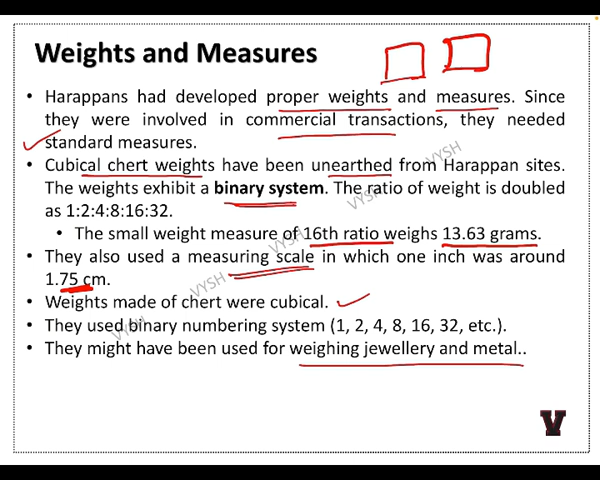 Weights and Measures
• Harappans had developed proper weights and measures. Since
they were involved in commercial transactions, they needed
standard measures.
• Cubical chert weights have been unearthed from Harappan sites.
The weights exhibit a binary system. The ratio of weight is doubled
as 1:2:4:8:16:32.
• The small weight measure of 16th ratio weighs 13.63 grams.
• They also used a measuring scale in which one inch was around
1.75 cm.
• Weights made of chert were cubical.
• They used binary numbering system (1, 2, 4, 8, 16, 32, etc.).
• They might have been used for weighing jewellery and metal..
VYSH
VYSH
VYSH
VYSH
VYSH
V